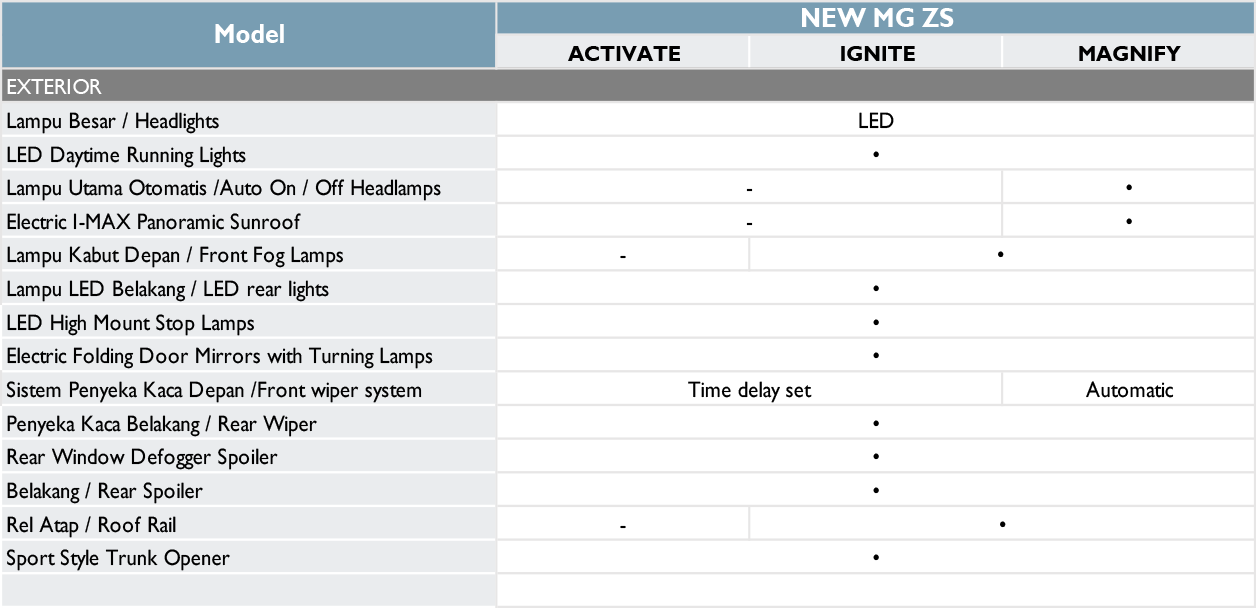 Model
NEW MG ZS
ACTIVATE IGNITE MAGNIFY
EXTERIOR
Lampu Besar / Headlights LED
LED Daytime Running Lights •
Lampu Utama Otomatis /Auto On / Off Headlamps - •
Electric I-MAX Panoramic Sunroof - •
Lampu Kabut Depan / Front Fog Lamps - •
Lampu LED Belakang / LED rear lights •
LED High Mount Stop Lamps •
Electric Folding Door Mirrors with Turning Lamps •
Sistem Penyeka Kaca Depan /Front wiper system Time delay set Automatic
Penyeka Kaca Belakang / Rear Wiper •
Rear Window Defogger Spoiler •
Belakang / Rear Spoiler •
Rel Atap / Roof Rail - •
Sport Style Trunk Opener •